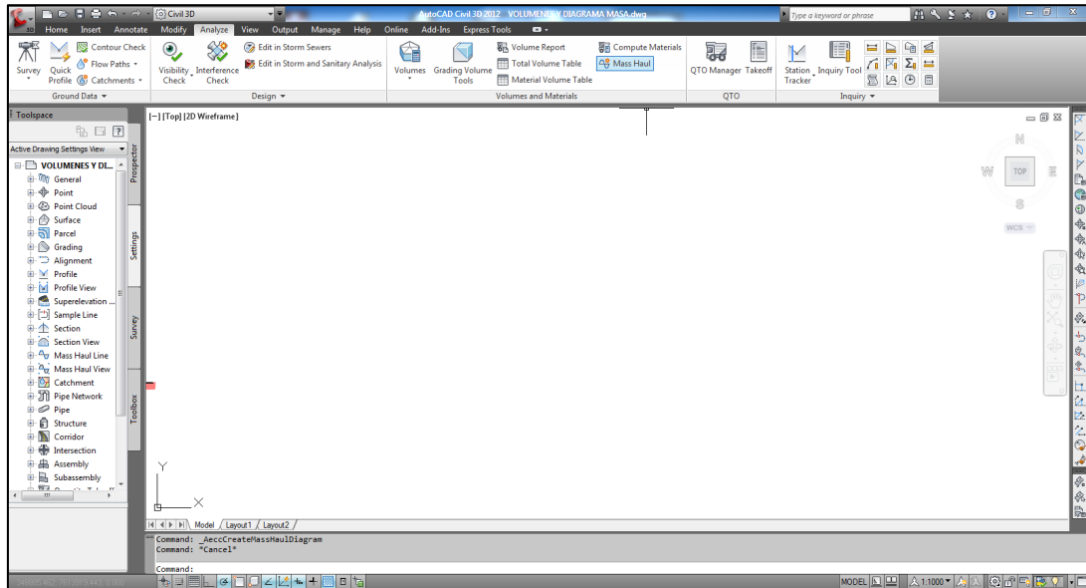 Civil 3D
AutoCAD Civil 3D 2012 VOLUMENES Y DIAGRAMA MASA.dwg
Type a keyword or phrase
Home Insert Annotate Modify Analyze View Output Manage Help Online Add-Ins Express Tools
Survey
Quick Profile
Contour Check
Flow Paths
Catchments
Ground Data
Visibility Check
Interference Check
Edit in Storm Sewers
Edit in Storm and Sanitary Analysis
Design
Volumes
Grading Volume Tools
Volume Report
Total Volume Table
Material Volume Table
Compute Materials
Mass Haul
Volumes and Materials
QTO Manager
Takeoff
QTO
Station Tracker
Inquiry Tool
Inquiry
Toolspace
Active Drawing Settings View
VOLUMENES Y DI...
General
Point
Point Cloud
Surface
Parcel
Grading
Alignment
Profile
Profile View
Superelevation ...
Sample Line
Section
Section View
Mass Haul Line
Mass Haul View
Catchment
Pipe Network
Pipe
Structure
Corridor
Intersection
Assembly
Subassembly
Prospector
Settings
Survey
Toolbox
[−] [Top] [2D Wireframe]
N
W TOP E
S
WCS
Y
X
Model Layout1 Layout2
Command: _AeccCreateMassHaulDiagram
Command: *Cancel*
Command:
MODEL
1:1000